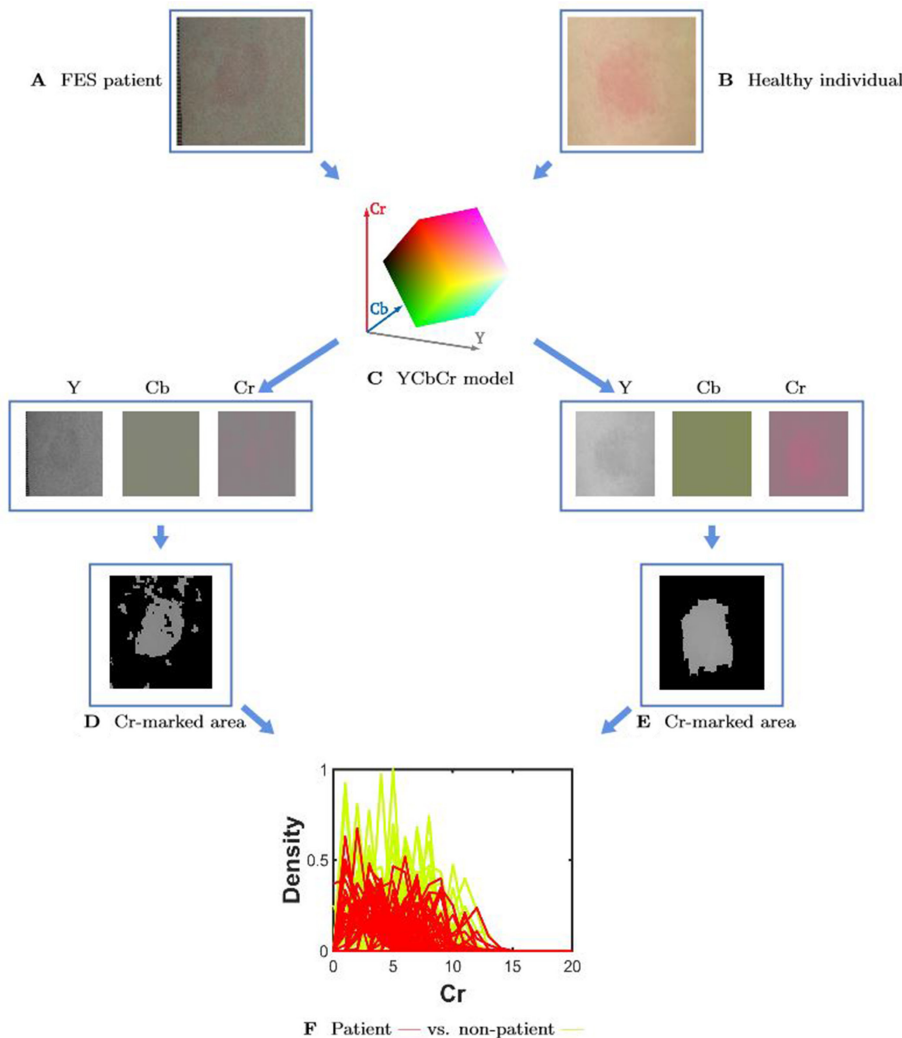 A FES patient
B Healthy individual
Cr
Cb
Y
C YCbCr model
Y Cb Cr
Y Cb Cr
D Cr-marked area
E Cr-marked area
1
0.5
0
Density
0 5 10 15 20
Cr
F Patient — vs. non-patient —